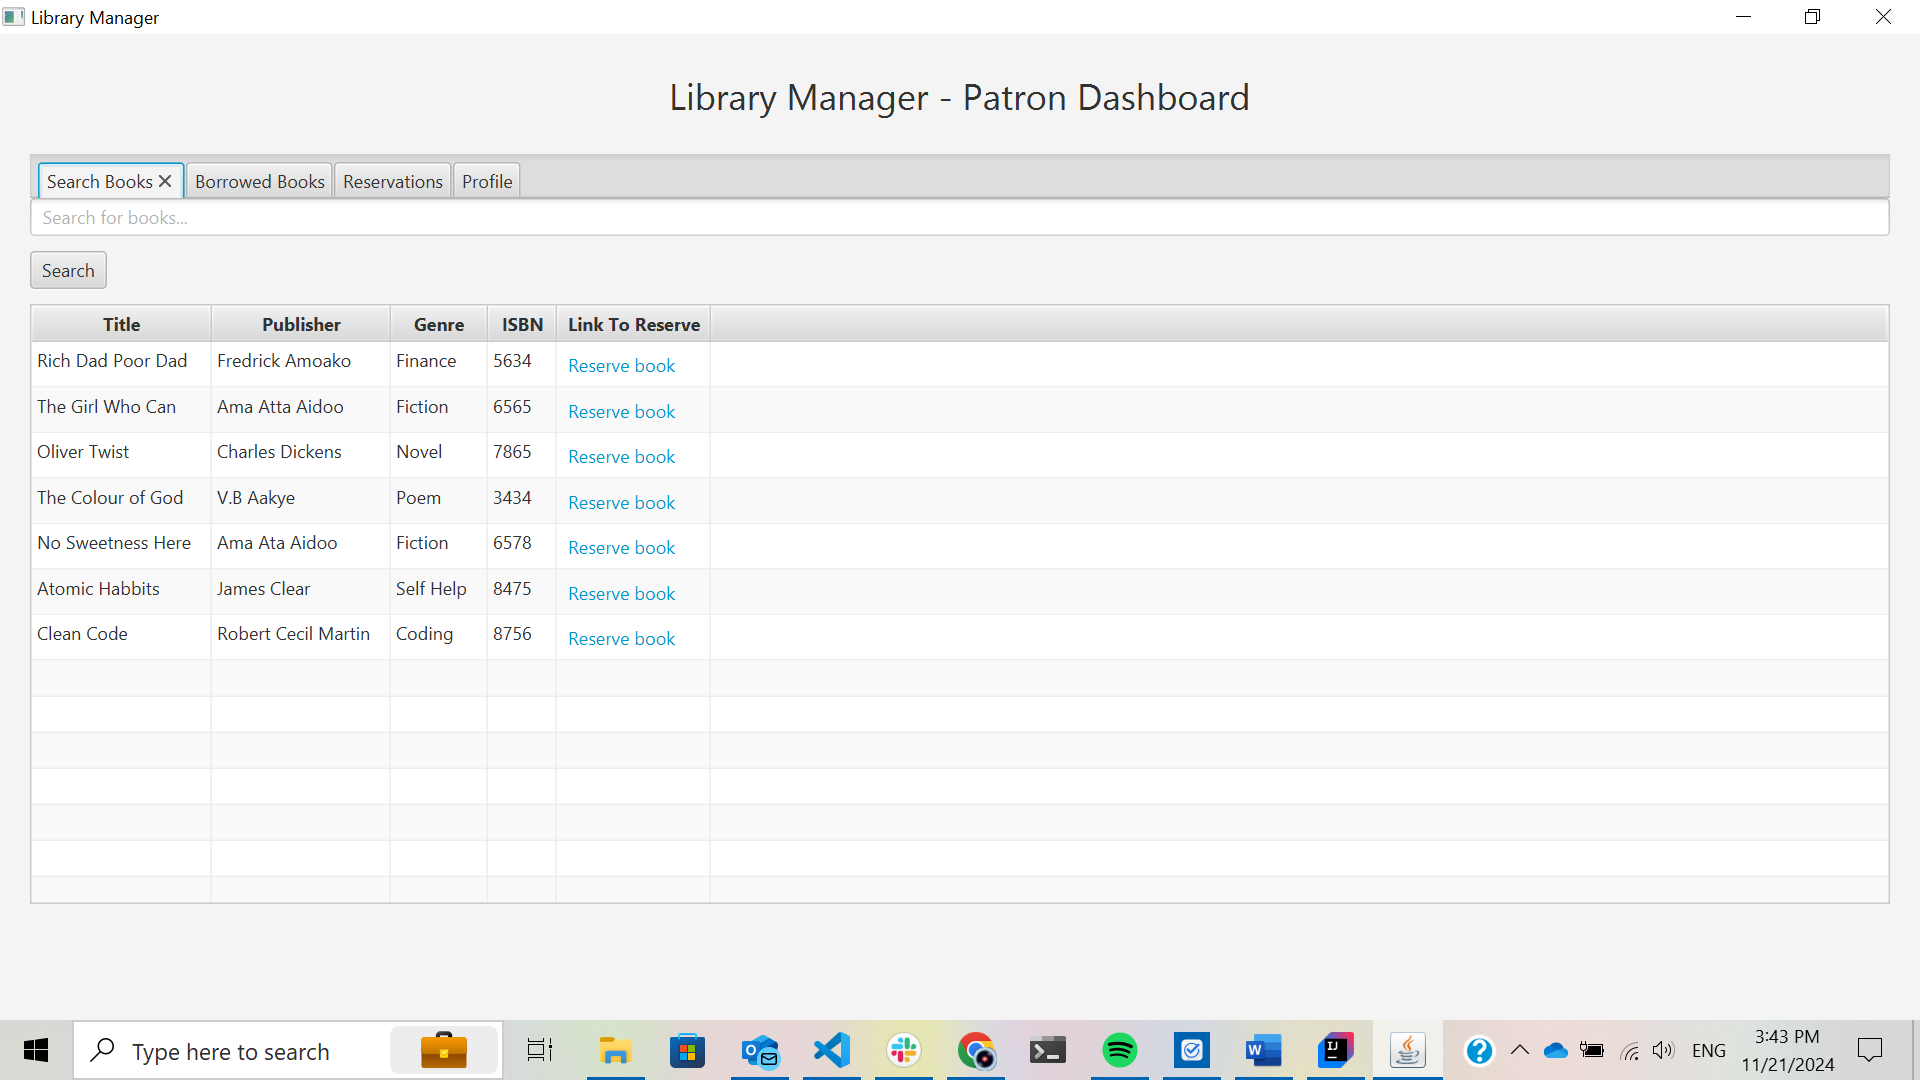 Library Manager
Library Manager - Patron Dashboard
Search Books Borrowed Books Reservations Profile
Search for books...
Search
Title Publisher Genre ISBN Link To Reserve
Rich Dad Poor Dad Fredrick Amoako Finance 5634 Reserve book
The Girl Who Can Ama Atta Aidoo Fiction 6565 Reserve book
Oliver Twist Charles Dickens Novel 7865 Reserve book
The Colour of God V.B Aakye Poem 3434 Reserve book
No Sweetness Here Ama Ata Aidoo Fiction 6578 Reserve book
Atomic Habbits James Clear Self Help 8475 Reserve book
Clean Code Robert Cecil Martin Coding 8756 Reserve book
Type here to search
ENG
3:43 PM
11/21/2024